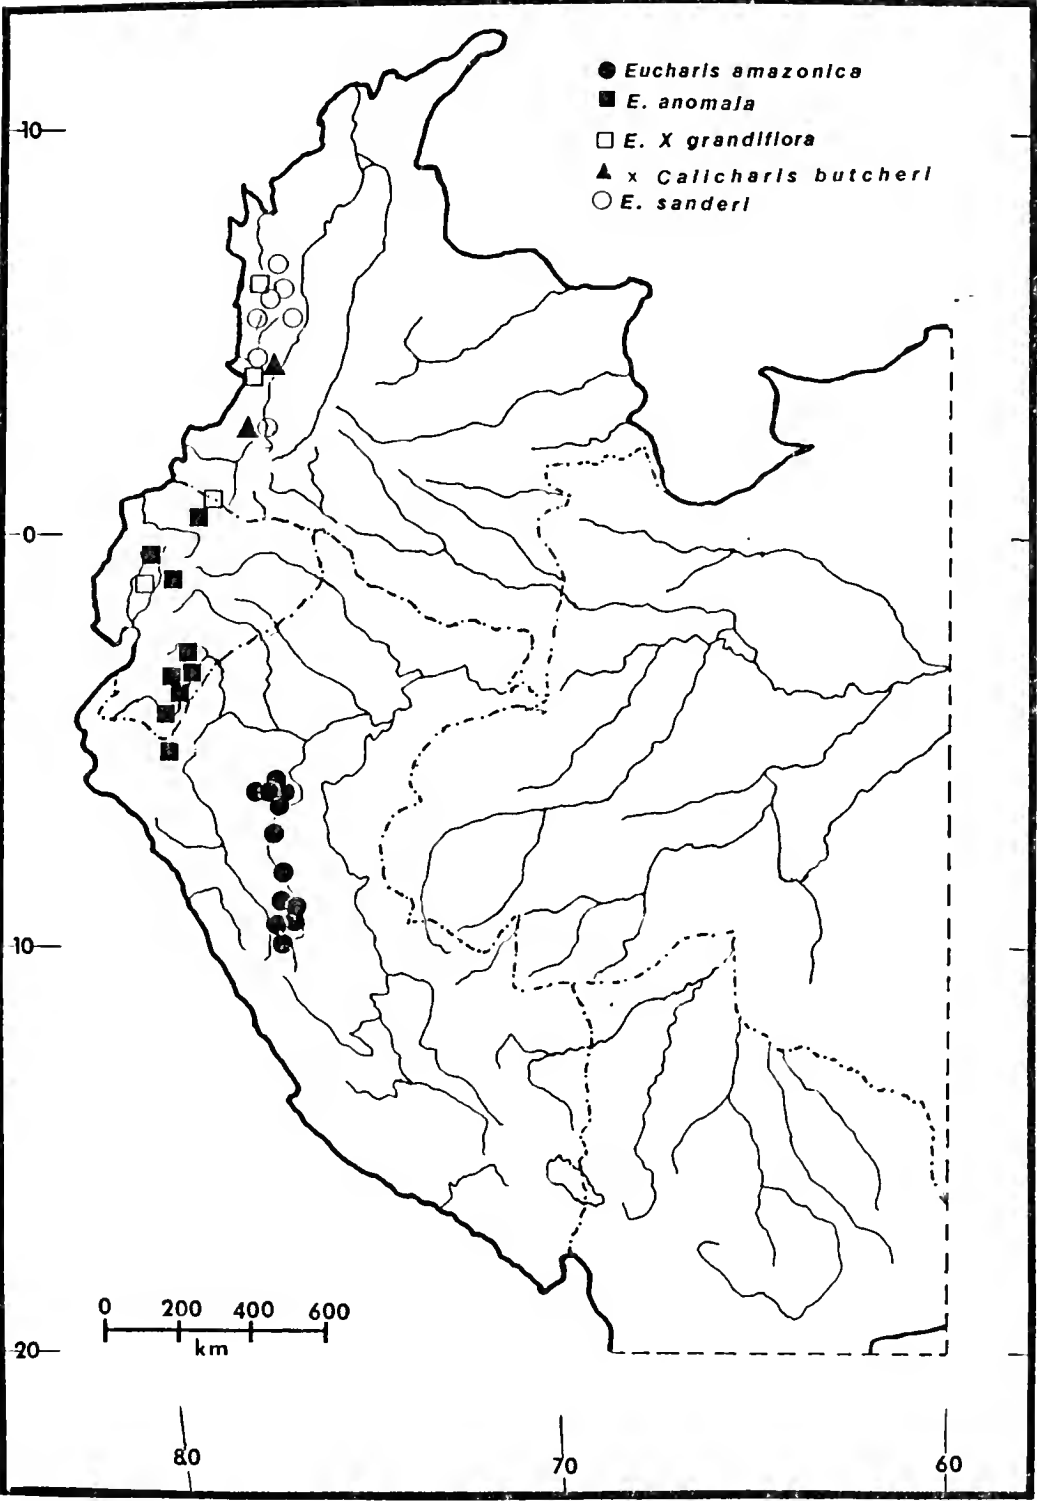 Eucharis amazonica
E. anomala
E. X grandiflora
x Calicharis butcheri
E. sanderi
10
0
10
20
0 200 400 600
km
80 70 60